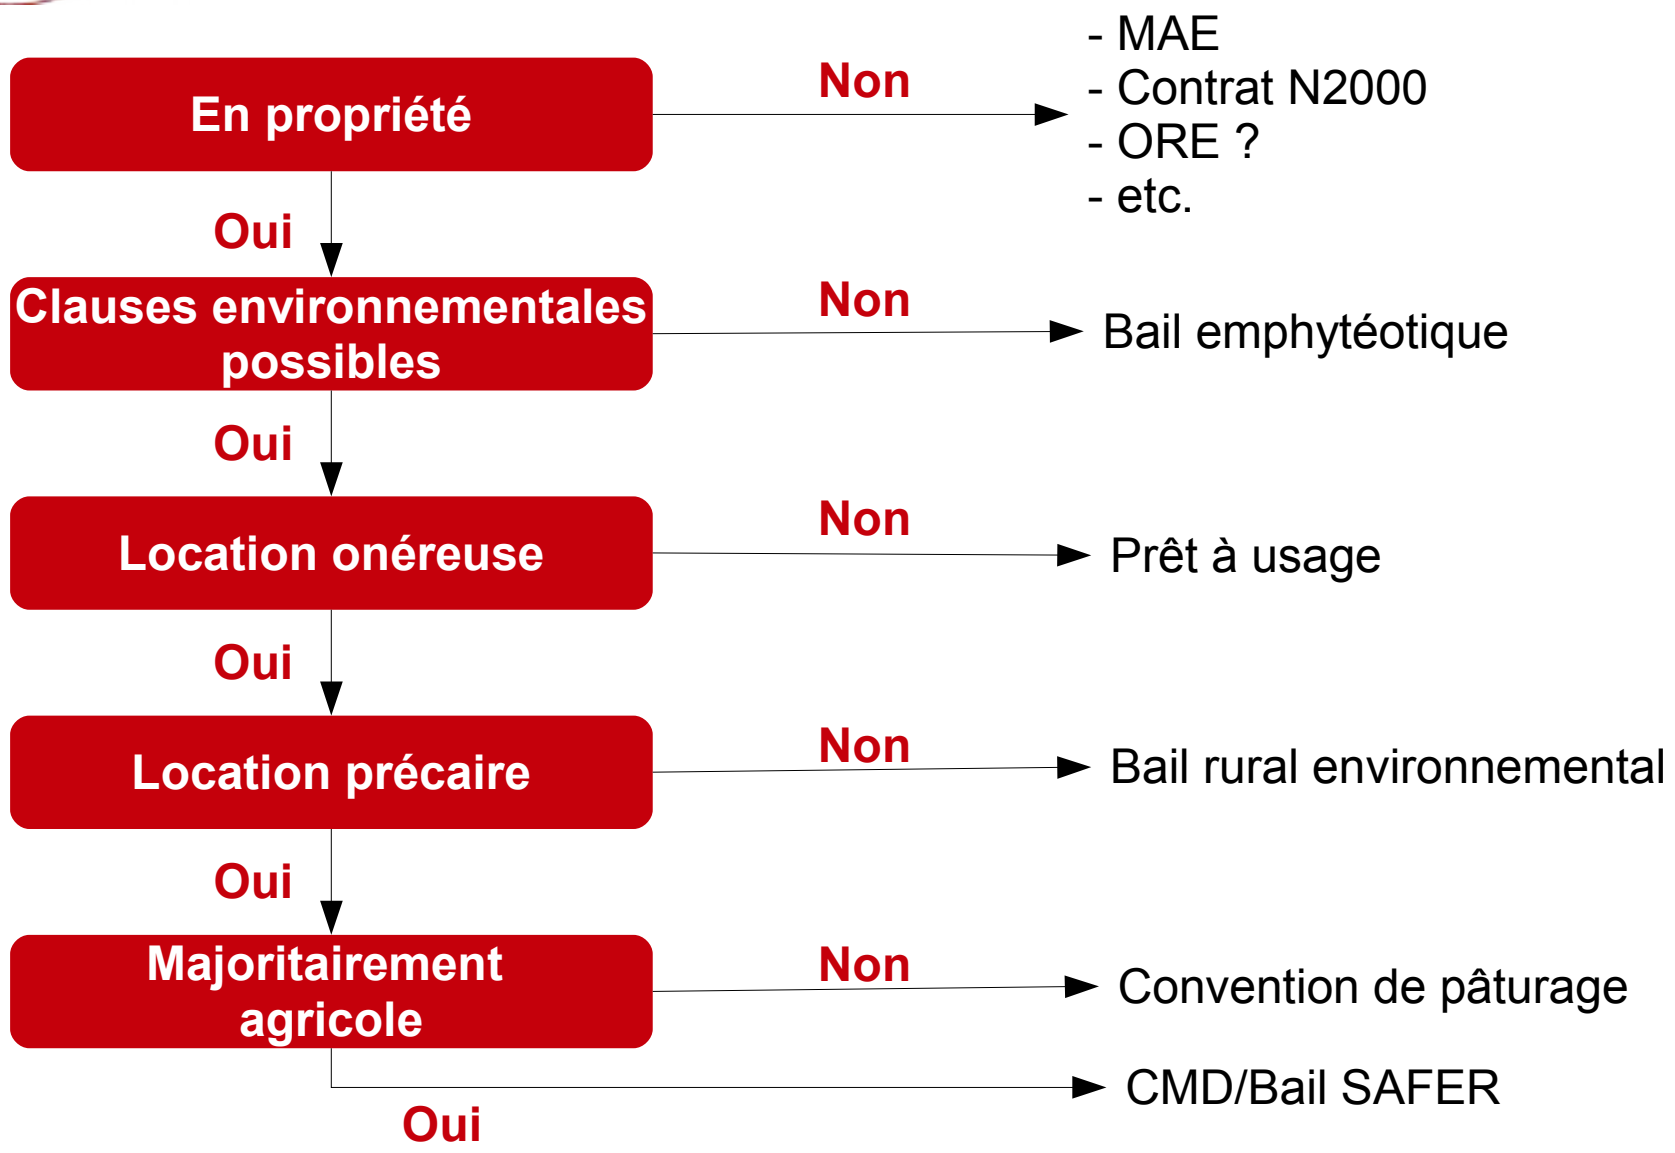 - MAE
En propriété
Non
- Contrat N2000
- ORE ?
- etc.
Oui
Clauses environnementales
possibles
Non
Bail emphytéotique
Oui
Location onéreuse
Non
Prêt à usage
Oui
Location précaire
Non
Bail rural environnemental
Oui
Majoritairement
agricole
Non
Convention de pâturage
CMD/Bail SAFER
Oui